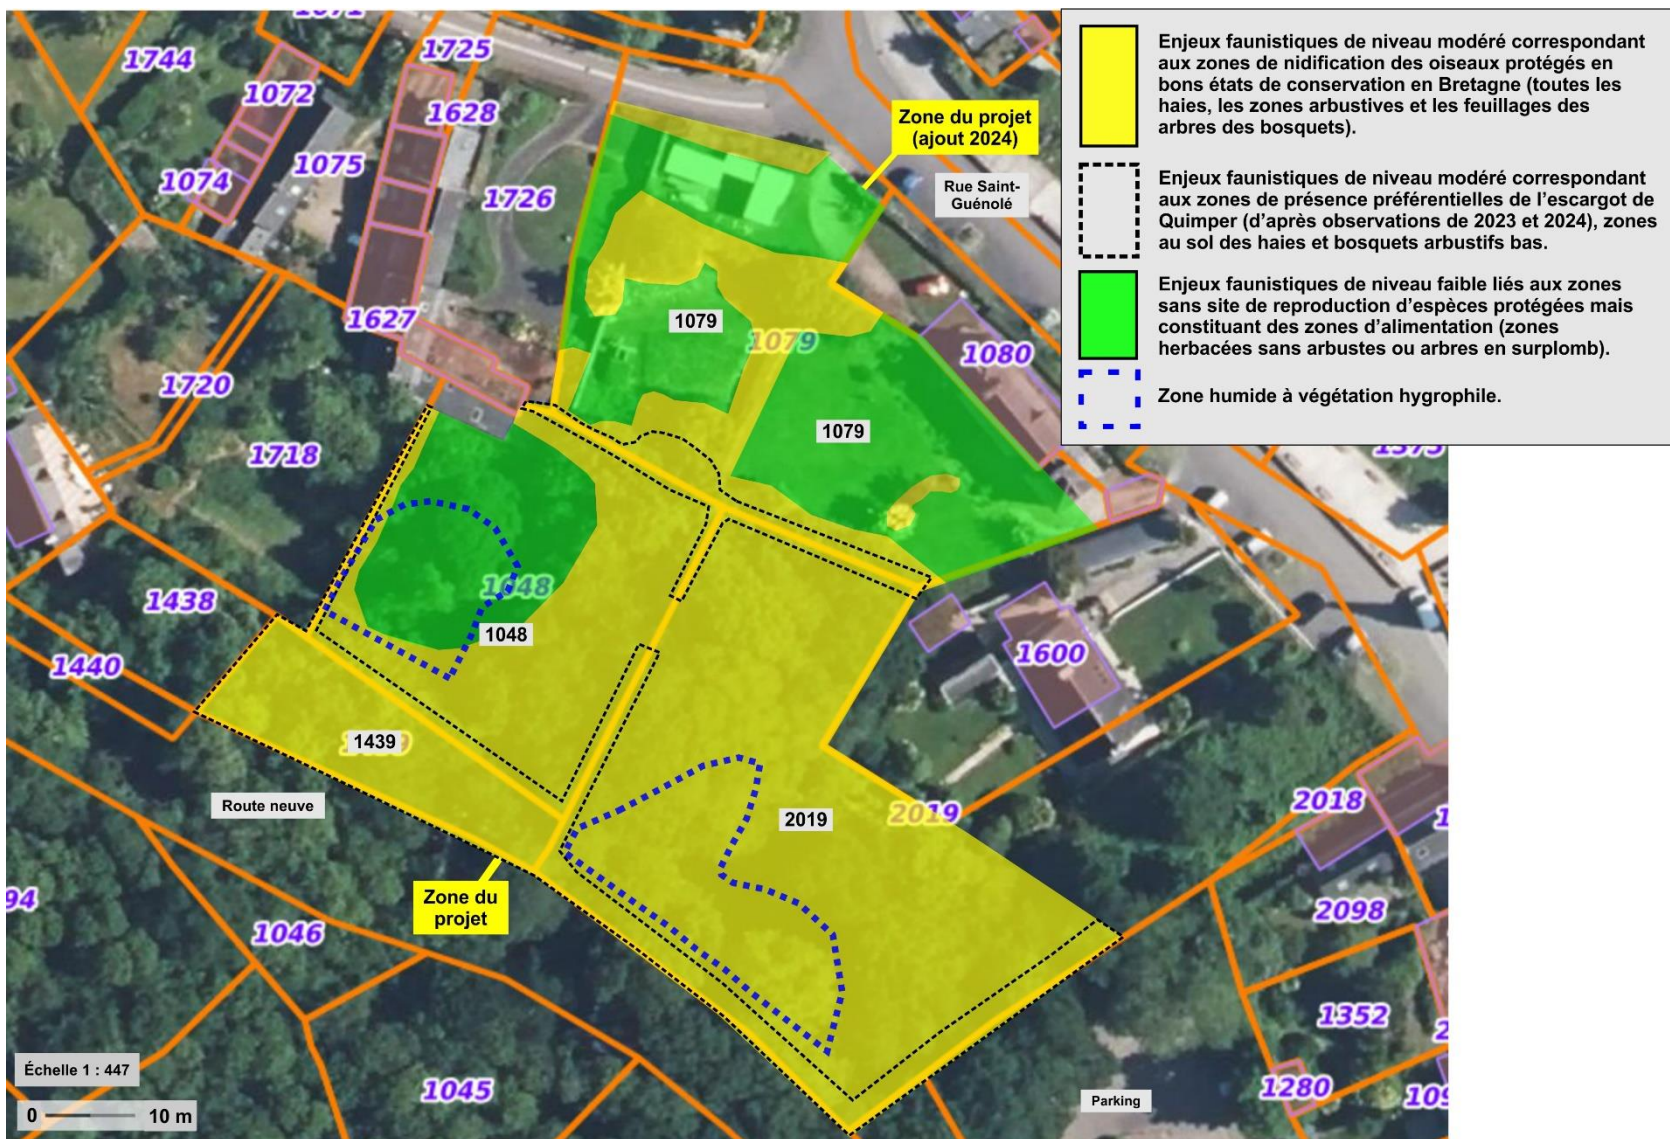 1071
1744
1725
1072
1628
1075
1074
1726
Zone du projet
(ajout 2024)
Rue Saint-
Guénolé
1627
1079
1079
1080
1720
1079
1718
1373
1438
1048
1048
1440
1600
1439
Route neuve
2019
2019
2018
Zone du
projet
94
1046
2098
1352
1045
1280
Échelle 1 : 447
0 10 m
Parking
Enjeux faunistiques de niveau modéré correspondant
aux zones de nidification des oiseaux protégés en
bons états de conservation en Bretagne (toutes les
haies, les zones arbustives et les feuillages des
arbres des bosquets).
Enjeux faunistiques de niveau modéré correspondant
aux zones de présence préférentielles de l’escargot de
Quimper (d’après observations de 2023 et 2024), zones
au sol des haies et bosquets arbustifs bas.
Enjeux faunistiques de niveau faible liés aux zones
sans site de reproduction d’espèces protégées mais
constituant des zones d’alimentation (zones
herbacées sans arbustes ou arbres en surplomb).
Zone humide à végétation hygrophile.